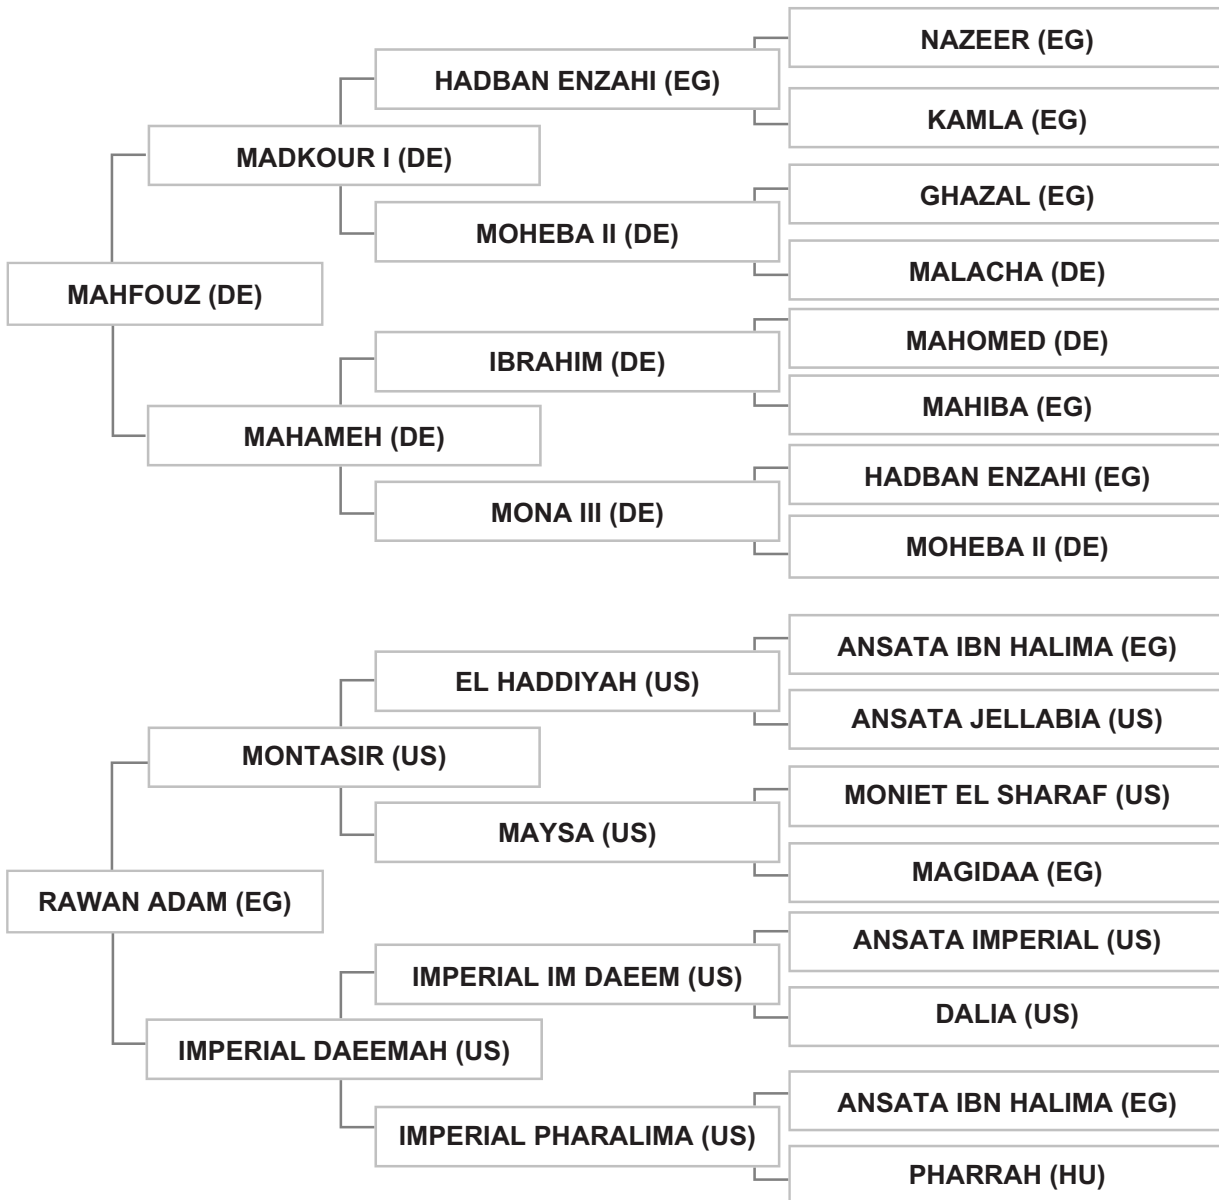 NAZEER (EG)
HADBAN ENZAHI (EG)
KAMLA (EG)
MADKOUR I (DE)
GHAZAL (EG)
MOHEBA II (DE)
MALACHA (DE)
MAHFOUZ (DE)
MAHOMED (DE)
IBRAHIM (DE)
MAHIBA (EG)
MAHAMEH (DE)
HADBAN ENZAHI (EG)
MONA III (DE)
MOHEBA II (DE)
ANSATA IBN HALIMA (EG)
EL HADDIYAH (US)
ANSATA JELLABIA (US)
MONTASIR (US)
MONIET EL SHARAF (US)
MAYSA (US)
MAGIDAA (EG)
RAWAN ADAM (EG)
ANSATA IMPERIAL (US)
IMPERIAL IM DAEEM (US)
DALIA (US)
IMPERIAL DAEEMAH (US)
ANSATA IBN HALIMA (EG)
IMPERIAL PHARALIMA (US)
PHARRAH (HU)